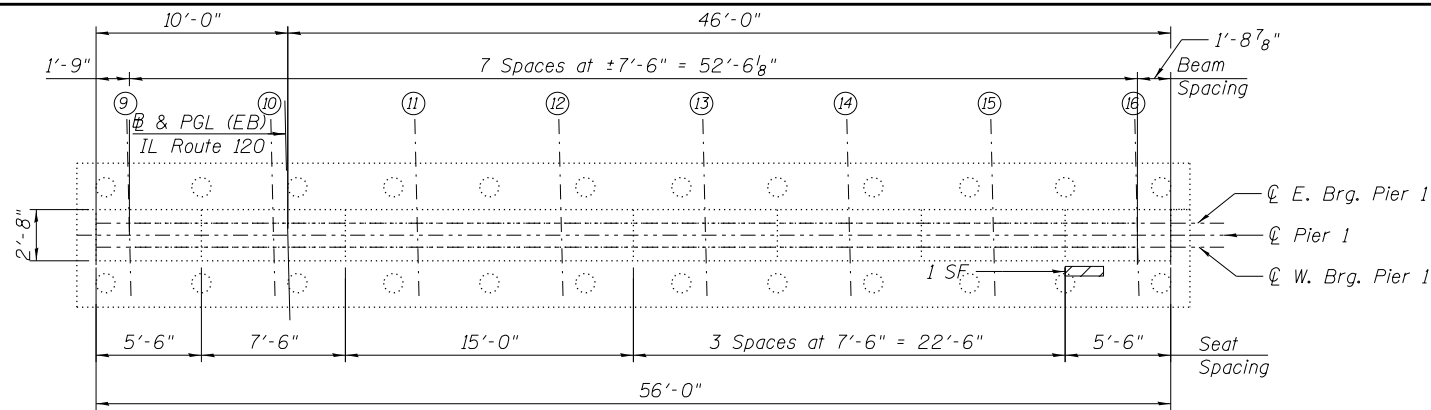 10'-0"
46'-0"
1'-8 7/8"
1'-9"
7 Spaces at ±7'-6" = 52'-6 1/8"
Beam
Spacing
9
10
11
12
13
14
15
16
℄ & PGL (EB)
IL Route 120
2'-8"
℄ E. Brg. Pier 1
℄ Pier 1
1 SF
℄ W. Brg. Pier 1
5'-6"
7'-6"
15'-0"
3 Spaces at 7'-6" = 22'-6"
5'-6"
Seat
Spacing
56'-0"